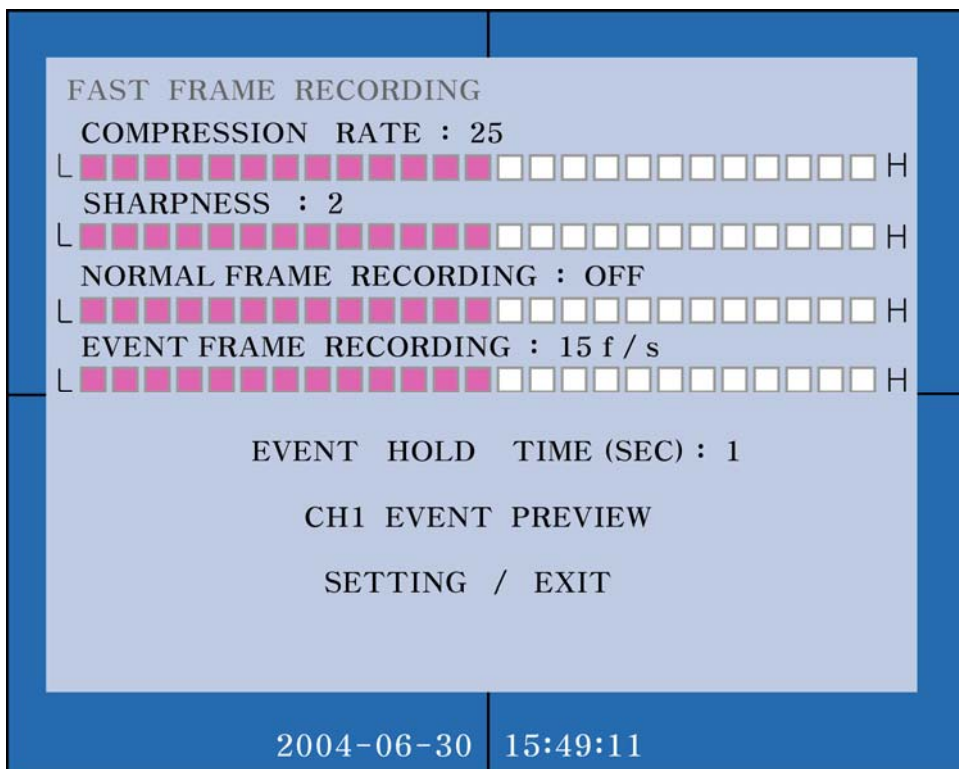 FAST FRAME RECORDING
COMPRESSION RATE : 25
L H
SHARPNESS : 2
L H
NORMAL FRAME RECORDING : OFF
L H
EVENT FRAME RECORDING : 15 f / s
L H
EVENT HOLD TIME (SEC) : 1
CH1 EVENT PREVIEW
SETTING / EXIT
2004-06-30 15:49:11